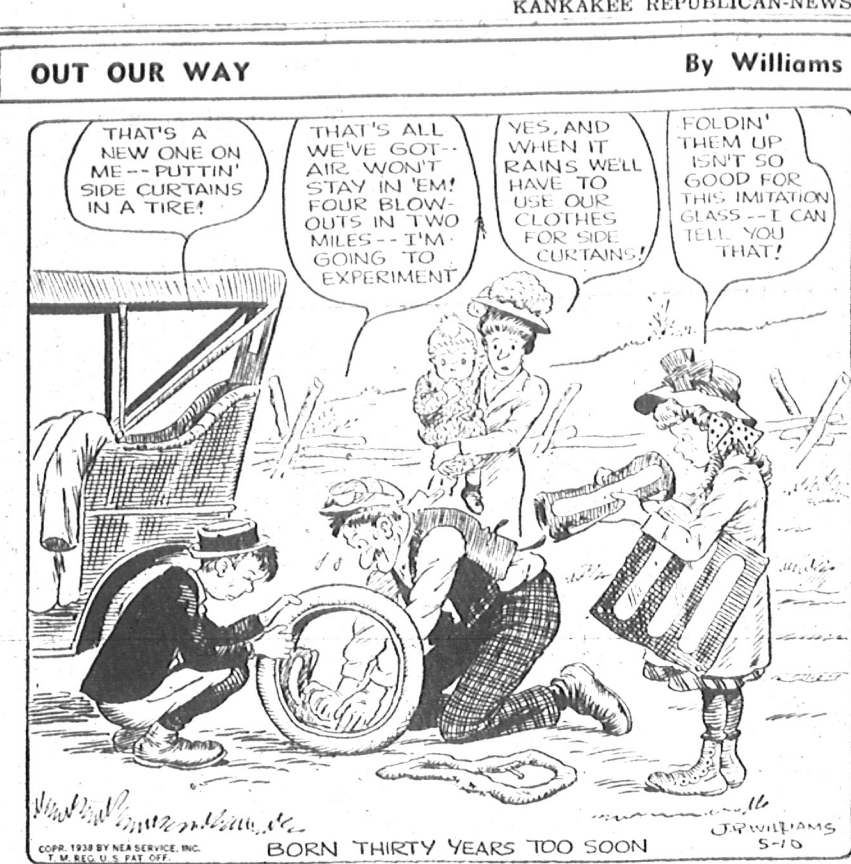 KANKAKEE REPUBLICAN-NEWS
OUT OUR WAY
By Williams
THAT'S A
NEW ONE ON
ME--PUTTIN'
SIDE CURTAINS
IN A TIRE!
THAT'S ALL
WE'VE GOT--
AIR WON'T
STAY IN 'EM!
FOUR BLOW-
OUTS IN TWO
MILES--I'M
GOING TO
EXPERIMENT
YES, AND
WHEN IT
RAINS WE'LL
HAVE TO
USE OUR
CLOTHES
FOR SIDE
CURTAINS!
FOLDIN'
THEM UP
ISN'T SO
GOOD FOR
THIS IMITATION
GLASS--I CAN
TELL YOU
THAT!
COPR. 1938 BY NEA SERVICE, INC.
T. M. REG. U. S. PAT. OFF.
BORN THIRTY YEARS TOO SOON
J.R.WILLIAMS
5-10